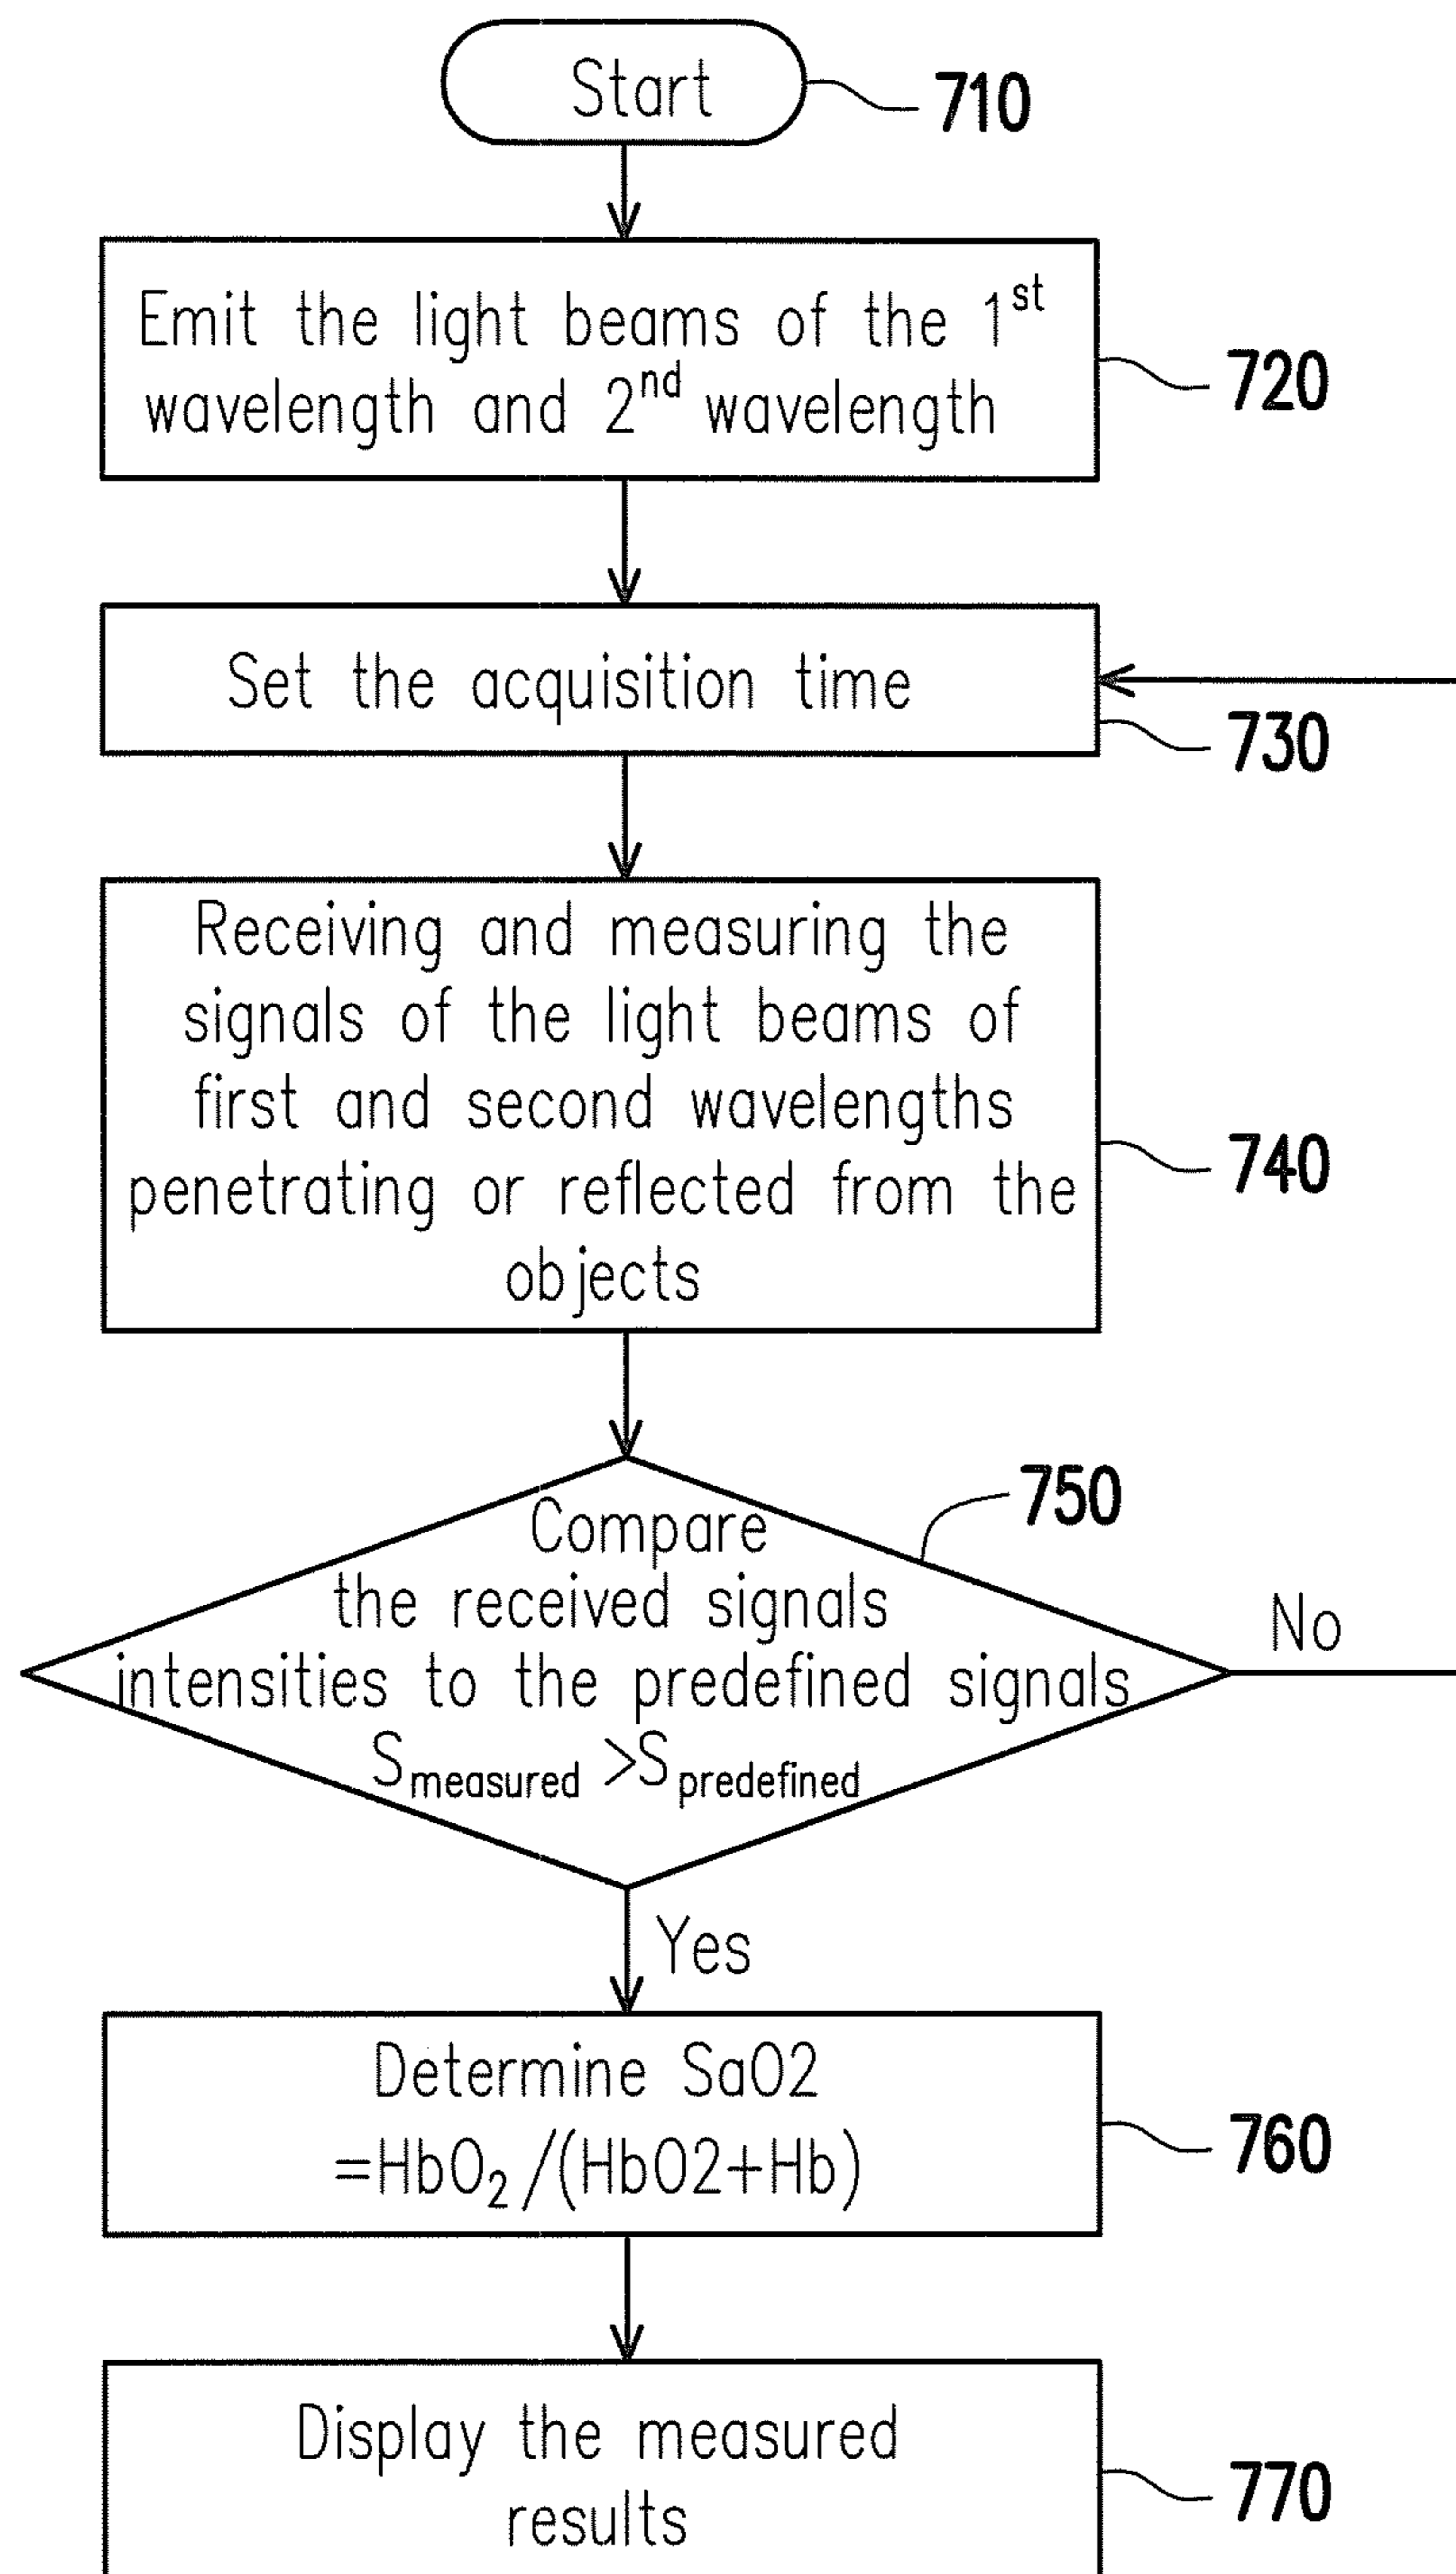 Start
710
Emit the light beams of the 1st
wavelength and 2nd wavelength
720
Set the acquisition time
730
Receiving and measuring the
signals of the light beams of
first and second wavelengths
penetrating or reflected from the
objects
740
750
Compare
the received signals
intensities to the predefined signals
Smeasured >Spredefined
No
Yes
Determine SaO2
=HbO₂/(HbO2+Hb)
760
Display the measured
results
770